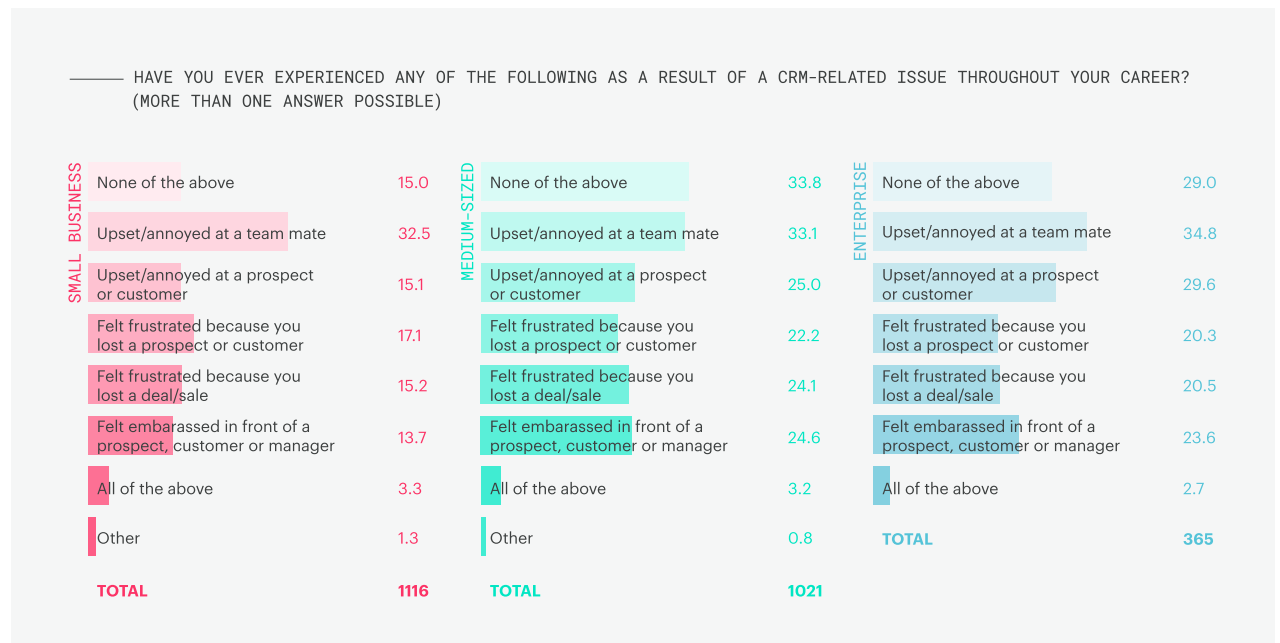 HAVE YOU EVER EXPERIENCED ANY OF THE FOLLOWING AS A RESULT OF A CRM-RELATED ISSUE THROUGHOUT YOUR CAREER?
(MORE THAN ONE ANSWER POSSIBLE)
SMALL BUSINESS
None of the above 15.0
Upset/annoyed at a team mate 32.5
Upset/annoyed at a prospect
or customer 15.1
Felt frustrated because you
lost a prospect or customer 17.1
Felt frustrated because you
lost a deal/sale 15.2
Felt embarassed in front of a
prospect, customer or manager 13.7
All of the above 3.3
Other 1.3
TOTAL 1116
MEDIUM-SIZED
None of the above 33.8
Upset/annoyed at a team mate 33.1
Upset/annoyed at a prospect
or customer 25.0
Felt frustrated because you
lost a prospect or customer 22.2
Felt frustrated because you
lost a deal/sale 24.1
Felt embarassed in front of a
prospect, customer or manager 24.6
All of the above 3.2
Other 0.8
TOTAL 1021
ENTERPRISE
None of the above 29.0
Upset/annoyed at a team mate 34.8
Upset/annoyed at a prospect
or customer 29.6
Felt frustrated because you
lost a prospect or customer 20.3
Felt frustrated because you
lost a deal/sale 20.5
Felt embarassed in front of a
prospect, customer or manager 23.6
All of the above 2.7
TOTAL 365